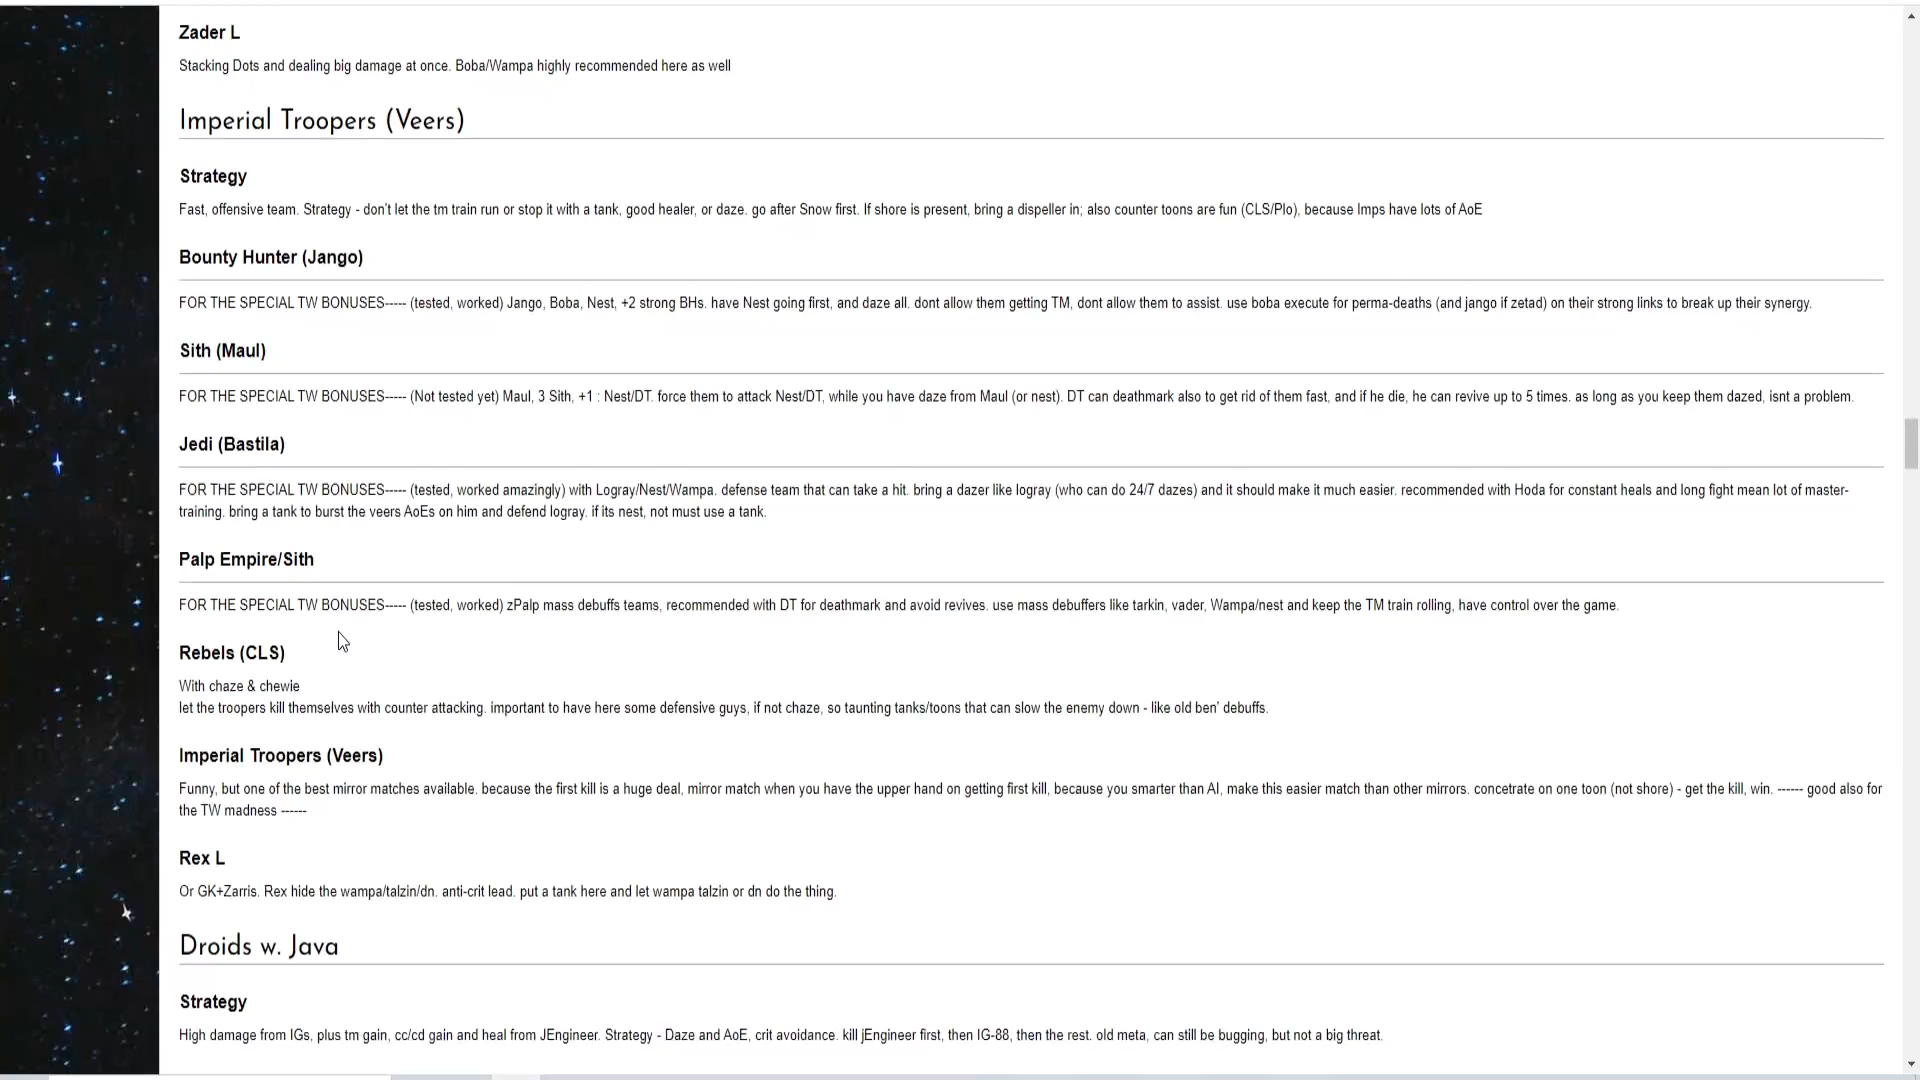 Zader L
Stacking Dots and dealing big damage at once. Boba/Wampa highly recommended here as well
Imperial Troopers (Veers)
Strategy
Fast, offensive team. Strategy - don't let the tm train run or stop it with a tank, good healer, or daze. go after Snow first. If shore is present, bring a dispeller in; also counter toons are fun (CLS/Plo), because Imps have lots of AoE
Bounty Hunter (Jango)
FOR THE SPECIAL TW BONUSES----- (tested, worked) Jango, Boba, Nest, +2 strong BHs. have Nest going first, and daze all. dont allow them getting TM, dont allow them to assist. use boba execute for perma-deaths (and jango if zetad) on their strong links to break up their synergy.
Sith (Maul)
FOR THE SPECIAL TW BONUSES----- (Not tested yet) Maul, 3 Sith, +1 : Nest/DT. force them to attack Nest/DT, while you have daze from Maul (or nest). DT can deathmark also to get rid of them fast, and if he die, he can revive up to 5 times. as long as you keep them dazed, isnt a problem.
Jedi (Bastila)
FOR THE SPECIAL TW BONUSES----- (tested, worked amazingly) with Logray/Nest/Wampa. defense team that can take a hit. bring a dazer like logray (who can do 24/7 dazes) and it should make it much easier. recommended with Hoda for constant heals and long fight mean lot of master-
training. bring a tank to burst the veers AoEs on him and defend logray. if its nest, not must use a tank.
Palp Empire/Sith
FOR THE SPECIAL TW BONUSES----- (tested, worked) zPalp mass debuffs teams, recommended with DT for deathmark and avoid revives. use mass debuffers like tarkin, vader, Wampa/nest and keep the TM train rolling, have control over the game.
Rebels (CLS)
With chaze & chewie
let the troopers kill themselves with counter attacking. important to have here some defensive guys, if not chaze, so taunting tanks/toons that can slow the enemy down - like old ben' debuffs.
Imperial Troopers (Veers)
Funny, but one of the best mirror matches available. because the first kill is a huge deal, mirror match when you have the upper hand on getting first kill, because you smarter than AI, make this easier match than other mirrors. concetrate on one toon (not shore) - get the kill, win. ------ good also for
the TW madness ------
Rex L
Or GK+Zarris. Rex hide the wampa/talzin/dn. anti-crit lead. put a tank here and let wampa talzin or dn do the thing.
Droids w. Java
Strategy
High damage from IGs, plus tm gain, cc/cd gain and heal from JEngineer. Strategy - Daze and AoE, crit avoidance. kill jEngineer first, then IG-88, then the rest. old meta, can still be bugging, but not a big threat.